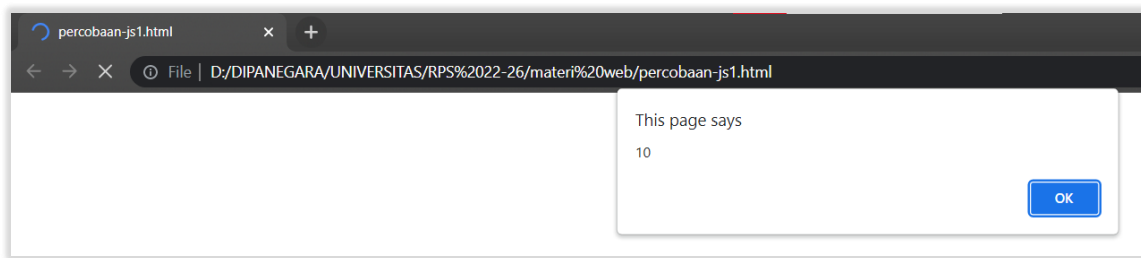 percobaan-js1.html
File | D:/DIPANEGARA/UNIVERSITAS/RPS%2022-26/materi%20web/percobaan-js1.html
This page says
10
OK